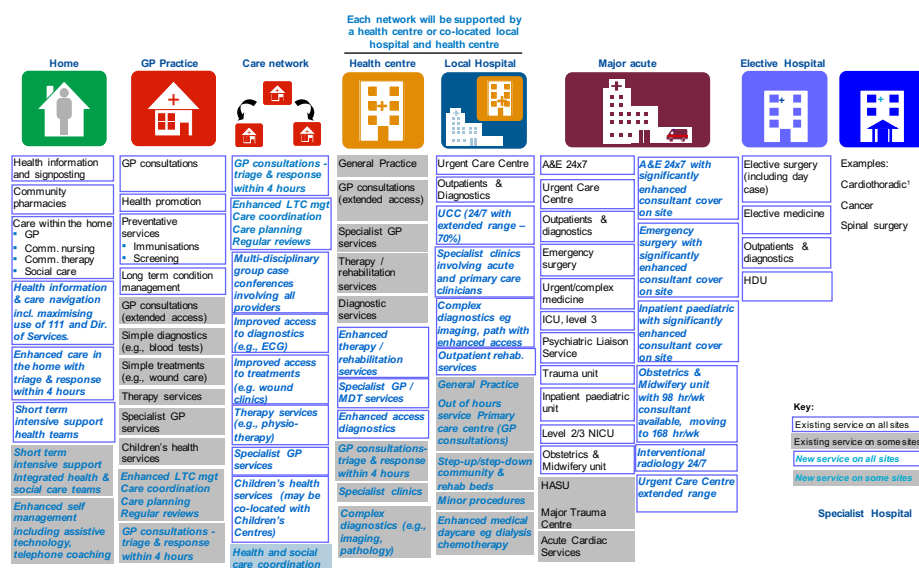 Each network will be supported by
a health centre or co-located local
hospital and health centre
Home
GP Practice
Care network
Health centre
Local Hospital
Major acute
Elective Hospital
Health information
and signposting
Community
pharmacies
Care within the home
▪ GP
▪ Comm. nursing
▪ Comm. therapy
▪ Social care
Health information
& care navigation
incl. maximising
use of 111 and Dir.
of Services.
Enhanced care in
the home with
triage & response
within 4 hours
Short term
intensive support
health teams
Short term
intensive support
Integrated health &
social care teams
Enhanced self
management
including assistive
technology,
telephone coaching
GP consultations
Health promotion
Preventative
services
▪ Immunisations
▪ Screening
Long term condition
management
GP consultations
(extended access)
Simple diagnostics
(e.g., blood tests)
Simple treatments
(e.g., wound care)
Therapy services
Specialist GP
services
Children's health
services
Enhanced LTC mgt
Care coordination
Care planning
Regular reviews
GP consultations -
triage & response
within 4 hours
GP consultations -
triage & response
within 4 hours
Enhanced LTC mgt
Care coordination
Care planning
Regular reviews
Multi-disciplinary
group case
conferences
involving all
providers
Improved access
to diagnostics
(e.g., ECG)
Improved access
to treatments
(e.g. wound
clinics)
Therapy services
(e.g., physio-
therapy)
Specialist GP
services
Children's health
services (may be
co-located with
Children's
Centres)
Health and social
care coordination
General Practice
GP consultations
(extended access)
Specialist GP
services
Therapy /
rehabilitation
services
Diagnostic
services
Enhanced
therapy /
rehabilitation
services
Specialist GP /
MDT services
Enhanced access
diagnostics
GP consultations-
triage & response
within 4 hours
Specialist clinics
Complex
diagnostics (e.g.,
imaging,
pathology)
Urgent Care Centre
Outpatients &
Diagnostics
UCC (24/7 with
extended range –
70%)
Specialist clinics
involving acute
and primary care
clinicians
Complex
diagnostics eg
imaging, path with
enhanced access
Outpatient rehab.
services
General Practice
Out of hours
service Primary
care centre (GP
consultations)
Step-up/step-down
community &
rehab beds
Minor procedures
Enhanced medical
daycare eg dialysis
chemotherapy
A&E 24x7
Urgent Care
Centre
Outpatients &
diagnostics
Emergency
surgery
Urgent/complex
medicine
ICU, level 3
Psychiatric Liaison
Service
Trauma unit
Inpatient paediatric
unit
Level 2/3 NICU
Obstetrics &
Midwifery unit
HASU
Major Trauma
Centre
Acute Cardiac
Services
A&E 24x7 with
significantly
enhanced
consultant cover
on site
Emergency
surgery with
significantly
enhanced
consultant cover
on site
Inpatient paediatric
with significantly
enhanced
consultant cover
on site
Obstetrics &
Midwifery unit
with 98 hr/wk
consultant
available, moving
to 168 hr/wk
Interventional
radiology 24/7
Urgent Care Centre
extended range
Elective surgery
(including day
case)
Elective medicine
Outpatients &
diagnostics
HDU
Examples:
Cardiothoradic¹
Cancer
Spinal surgery
Key:
Existing service on all sites
Existing service on some sites
New service on all sites
New service on some sites
Specialist Hospital